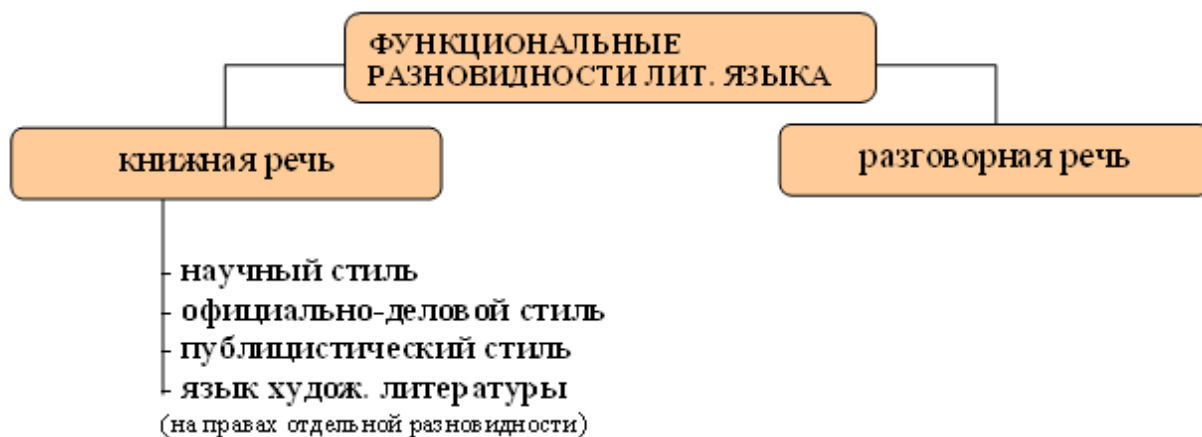 ФУНКЦИОНАЛЬНЫЕ
РАЗНОВИДНОСТИ ЛИТ. ЯЗЫКА
книжная речь
разговорная речь
- научный стиль
- официально-деловой стиль
- публицистический стиль
- язык худож. литературы
(на правах отдельной разновидности)